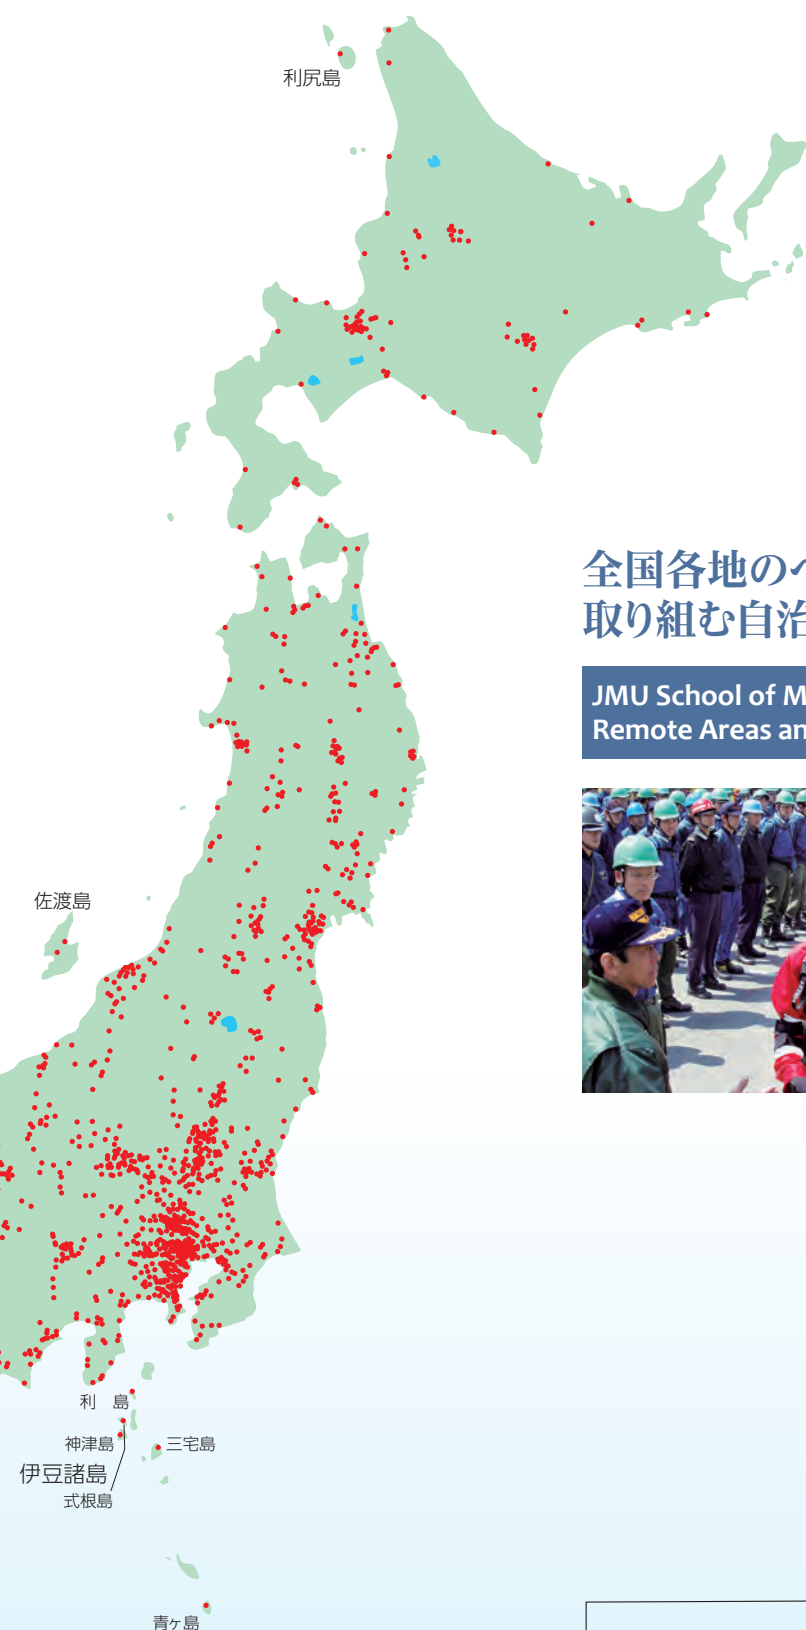 利尻島
全国各地のへ
取り組む自治
JMU School of M
Remote Areas an
佐渡島
利 島
神津島
三宅島
伊豆諸島
式根島
青ヶ島